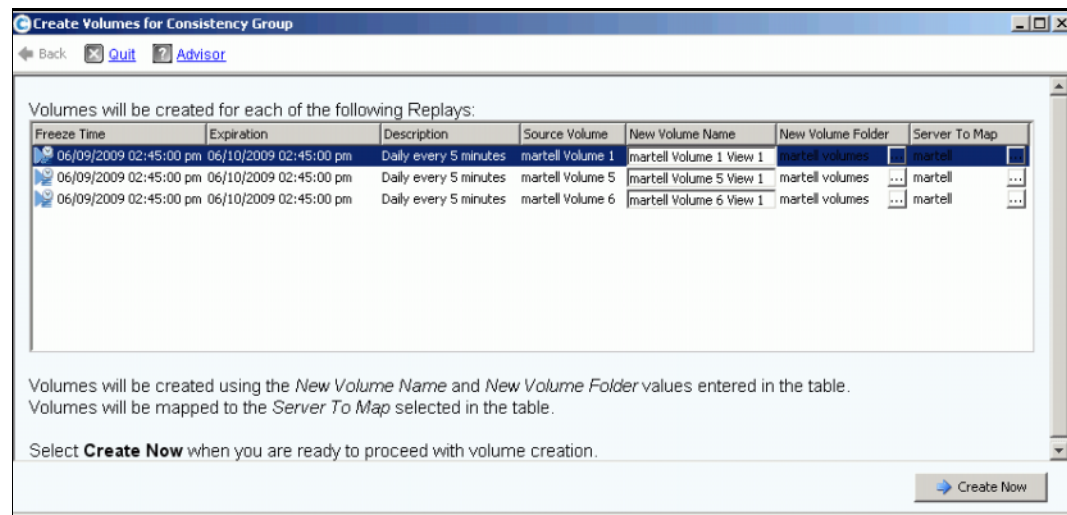 Create Volumes for Consistency Group
Back Quit ? Advisor
Volumes will be created for each of the following Replays:
Freeze Time Expiration Description Source Volume New Volume Name New Volume Folder Server To Map
06/09/2009 02:45:00 pm 06/10/2009 02:45:00 pm Daily every 5 minutes martell Volume 1 martell Volume 1 View 1 martell volumes ... martell ...
06/09/2009 02:45:00 pm 06/10/2009 02:45:00 pm Daily every 5 minutes martell Volume 5 martell Volume 5 View 1 martell volumes ... martell ...
06/09/2009 02:45:00 pm 06/10/2009 02:45:00 pm Daily every 5 minutes martell Volume 6 martell Volume 6 View 1 martell volumes ... martell ...
Volumes will be created using the New Volume Name and New Volume Folder values entered in the table.
Volumes will be mapped to the Server To Map selected in the table.
Select Create Now when you are ready to proceed with volume creation.
Create Now